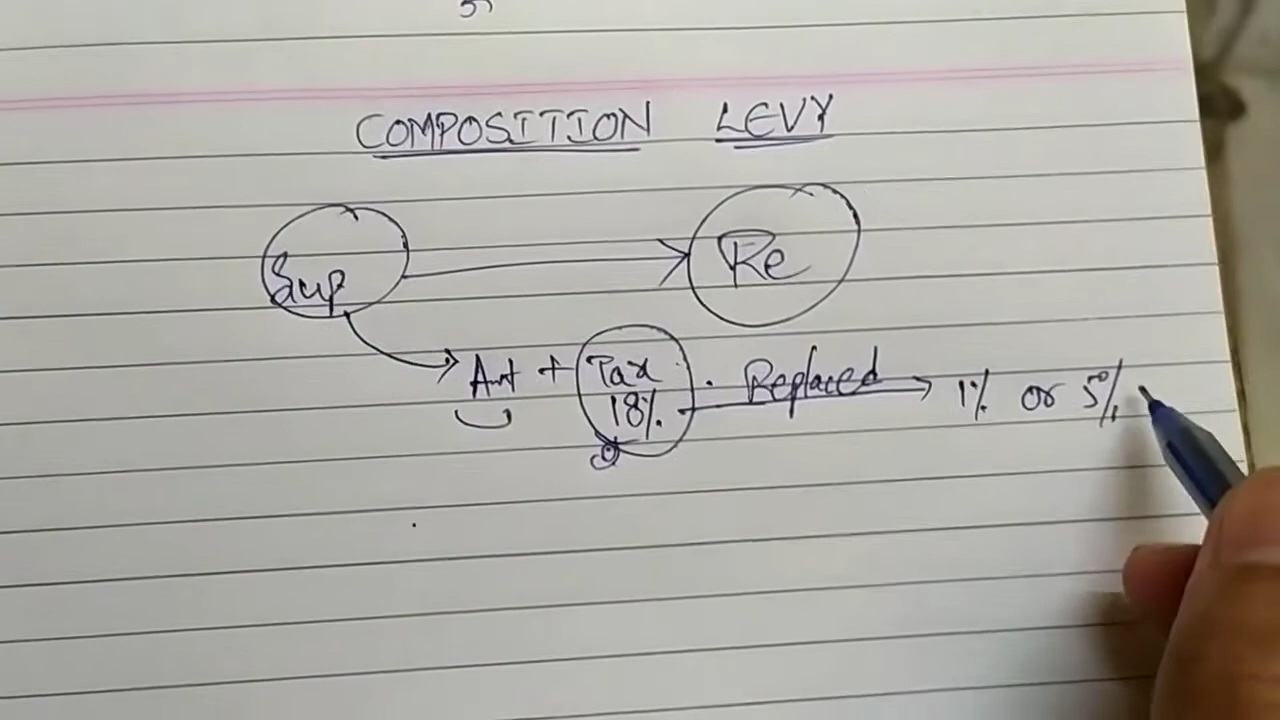 COMPOSITION LEVY
Sup Re
Amt + Tax . Replaced 1% or 5%
18%.